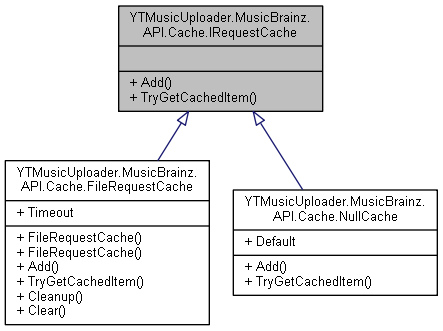 YTMusicUploader.MusicBrainz.
API.Cache.IRequestCache
+ Add()
+ TryGetCachedItem()
YTMusicUploader.MusicBrainz.
API.Cache.FileRequestCache
+ Timeout
+ FileRequestCache()
+ FileRequestCache()
+ Add()
+ TryGetCachedItem()
+ Cleanup()
+ Clear()
YTMusicUploader.MusicBrainz.
API.Cache.NullCache
+ Default
+ Add()
+ TryGetCachedItem()